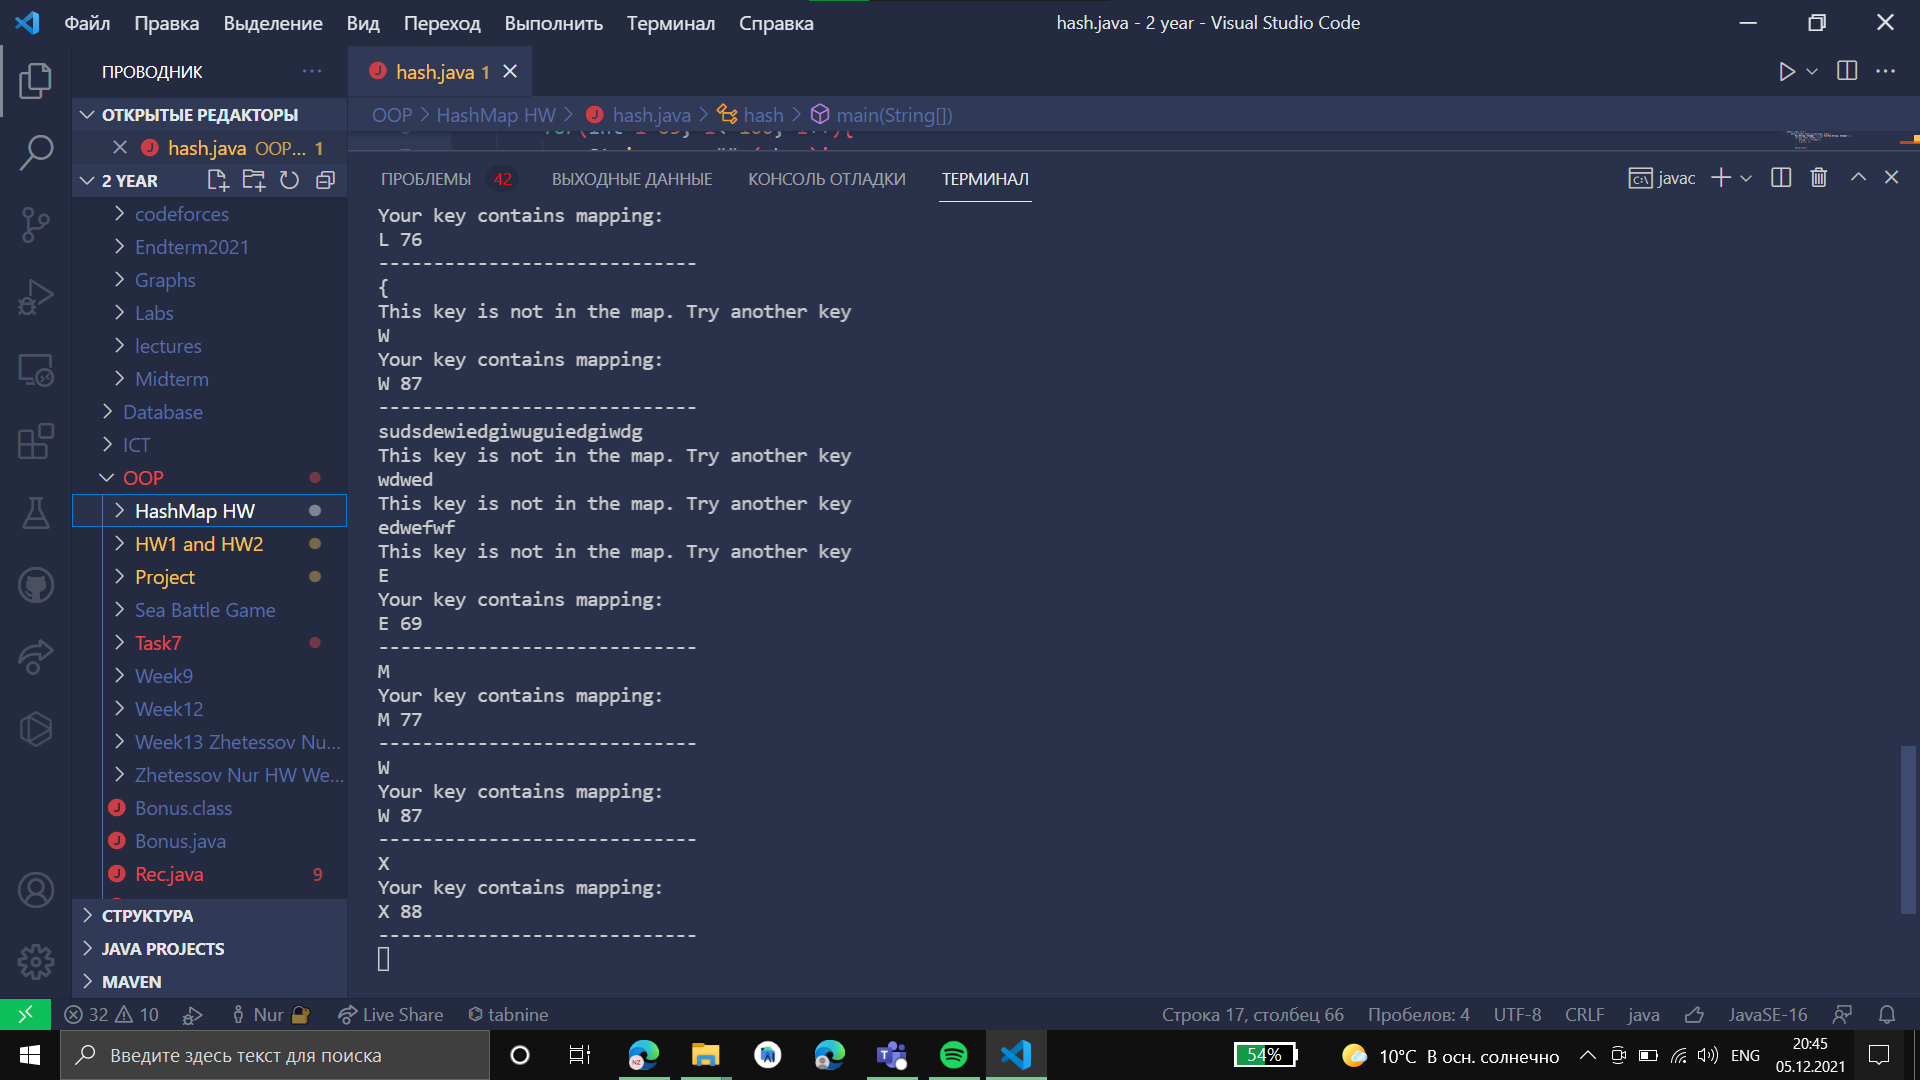 Файл Правка Выделение Вид Переход Выполнить Терминал Справка
hash.java - 2 year - Visual Studio Code
ПРОВОДНИК
ОТКРЫТЫЕ РЕДАКТОРЫ
hash.java OOP... 1
2 YEAR
codeforces
Endterm2021
Graphs
Labs
lectures
Midterm
Database
ICT
OOP
HashMap HW
HW1 and HW2
Project
Sea Battle Game
Task7
Week9
Week12
Week13 Zhetessov Nu...
Zhetessov Nur HW We...
Bonus.class
Bonus.java
Rec.java 9
СТРУКТУРА
JAVA PROJECTS
MAVEN
hash.java 1
OOP > HashMap HW > hash.java > hash > main(String[])
ПРОБЛЕМЫ 42 ВЫХОДНЫЕ ДАННЫЕ КОНСОЛЬ ОТЛАДКИ ТЕРМИНАЛ
javac
Your key contains mapping:
L 76
-----------------------------
{
This key is not in the map. Try another key
W
Your key contains mapping:
W 87
-----------------------------
sudsdewiedgiwuguiedgiwdg
This key is not in the map. Try another key
wdwed
This key is not in the map. Try another key
edwefwf
This key is not in the map. Try another key
E
Your key contains mapping:
E 69
-----------------------------
M
Your key contains mapping:
M 77
-----------------------------
W
Your key contains mapping:
W 87
-----------------------------
X
Your key contains mapping:
X 88
-----------------------------
32 10 Nur Live Share tabnine
Строка 17, столбец 66 Пробелов: 4 UTF-8 CRLF java JavaSE-16
Введите здесь текст для поиска
54%
10°C В осн. солнечно
ENG
20:45
05.12.2021